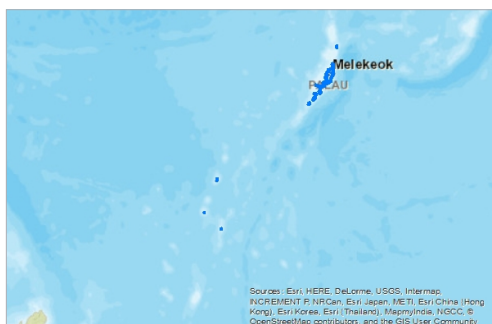 Melekeok
PALAU
Sources: Esri, HERE, DeLorme, USGS, Intermap,
INCREMENT P, NRCan, Esri Japan, METI, Esri China (Hong
Kong), Esri Korea, Esri (Thailand), MapmyIndia, NGCC, ©
OpenStreetMap contributors, and the GIS User Community